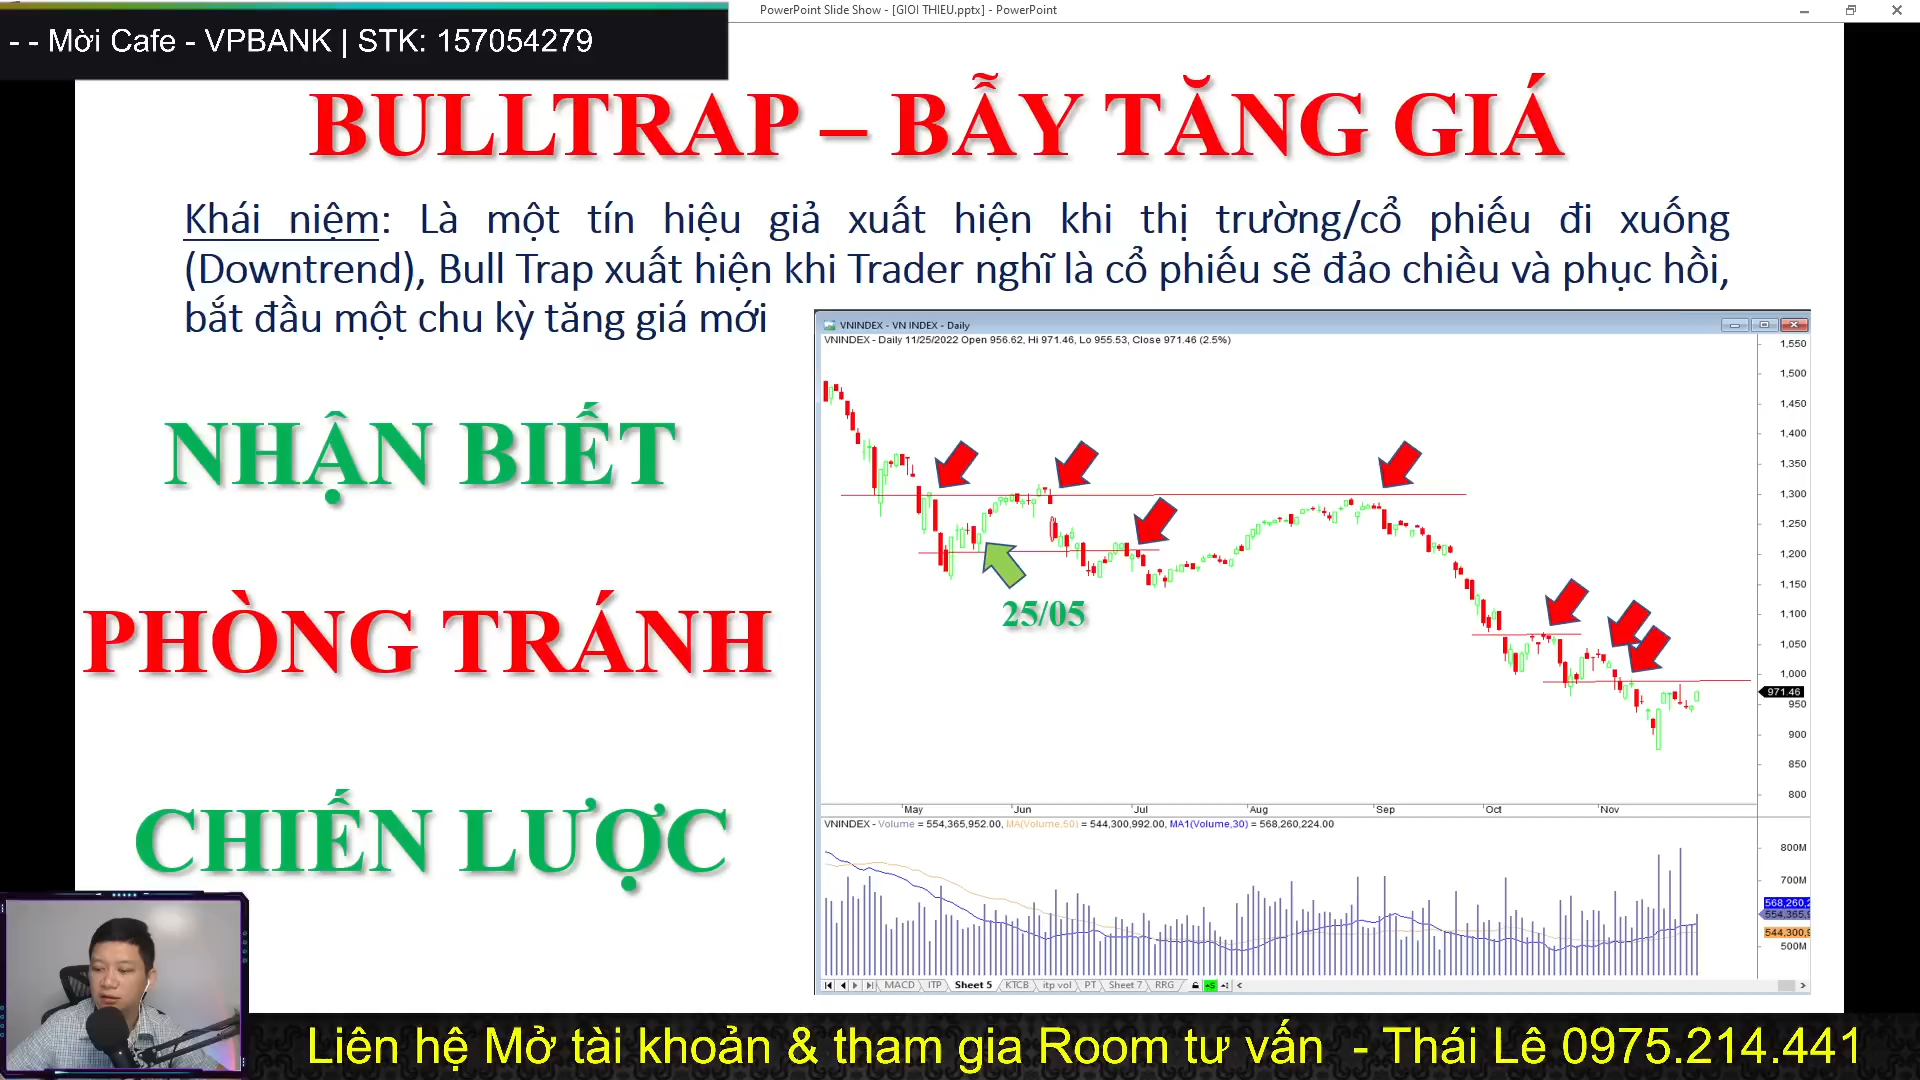 PowerPoint Slide Show - [GIOI THIEU.pptx] - PowerPoint
- - Mời Cafe - VPBANK | STK: 157054279
BULLTRAP – BẪY TĂNG GIÁ
Khái niệm: Là một tín hiệu giả xuất hiện khi thị trường/cổ phiếu đi xuống
(Downtrend), Bull Trap xuất hiện khi Trader nghĩ là cổ phiếu sẽ đảo chiều và phục hồi,
bắt đầu một chu kỳ tăng giá mới
NHẬN BIẾT
PHÒNG TRÁNH
CHIẾN LƯỢC
VNINDEX - VN INDEX - Daily
VNINDEX - Daily 11/25/2022 Open 956.62, Hi 971.46, Lo 955.53, Close 971.46 (2.5%)
1,550
1,500
1,450
1,400
1,350
1,300
1,250
1,200
1,150
1,100
1,050
1,000
971.46
950
900
850
800
25/05
May Jun Jul Aug Sep Oct Nov
VNINDEX - Volume = 554,365,952.00, MA(Volume,50) = 544,300,992.00, MA1(Volume,30) = 568,260,224.00
800M
700M
568,260,2
554,365,9
544,300,9
500M
MACD ITP Sheet 5 KTCB itp vol PT Sheet 7 RRG
Liên hệ Mở tài khoản & tham gia Room tư vấn - Thái Lê 0975.214.441